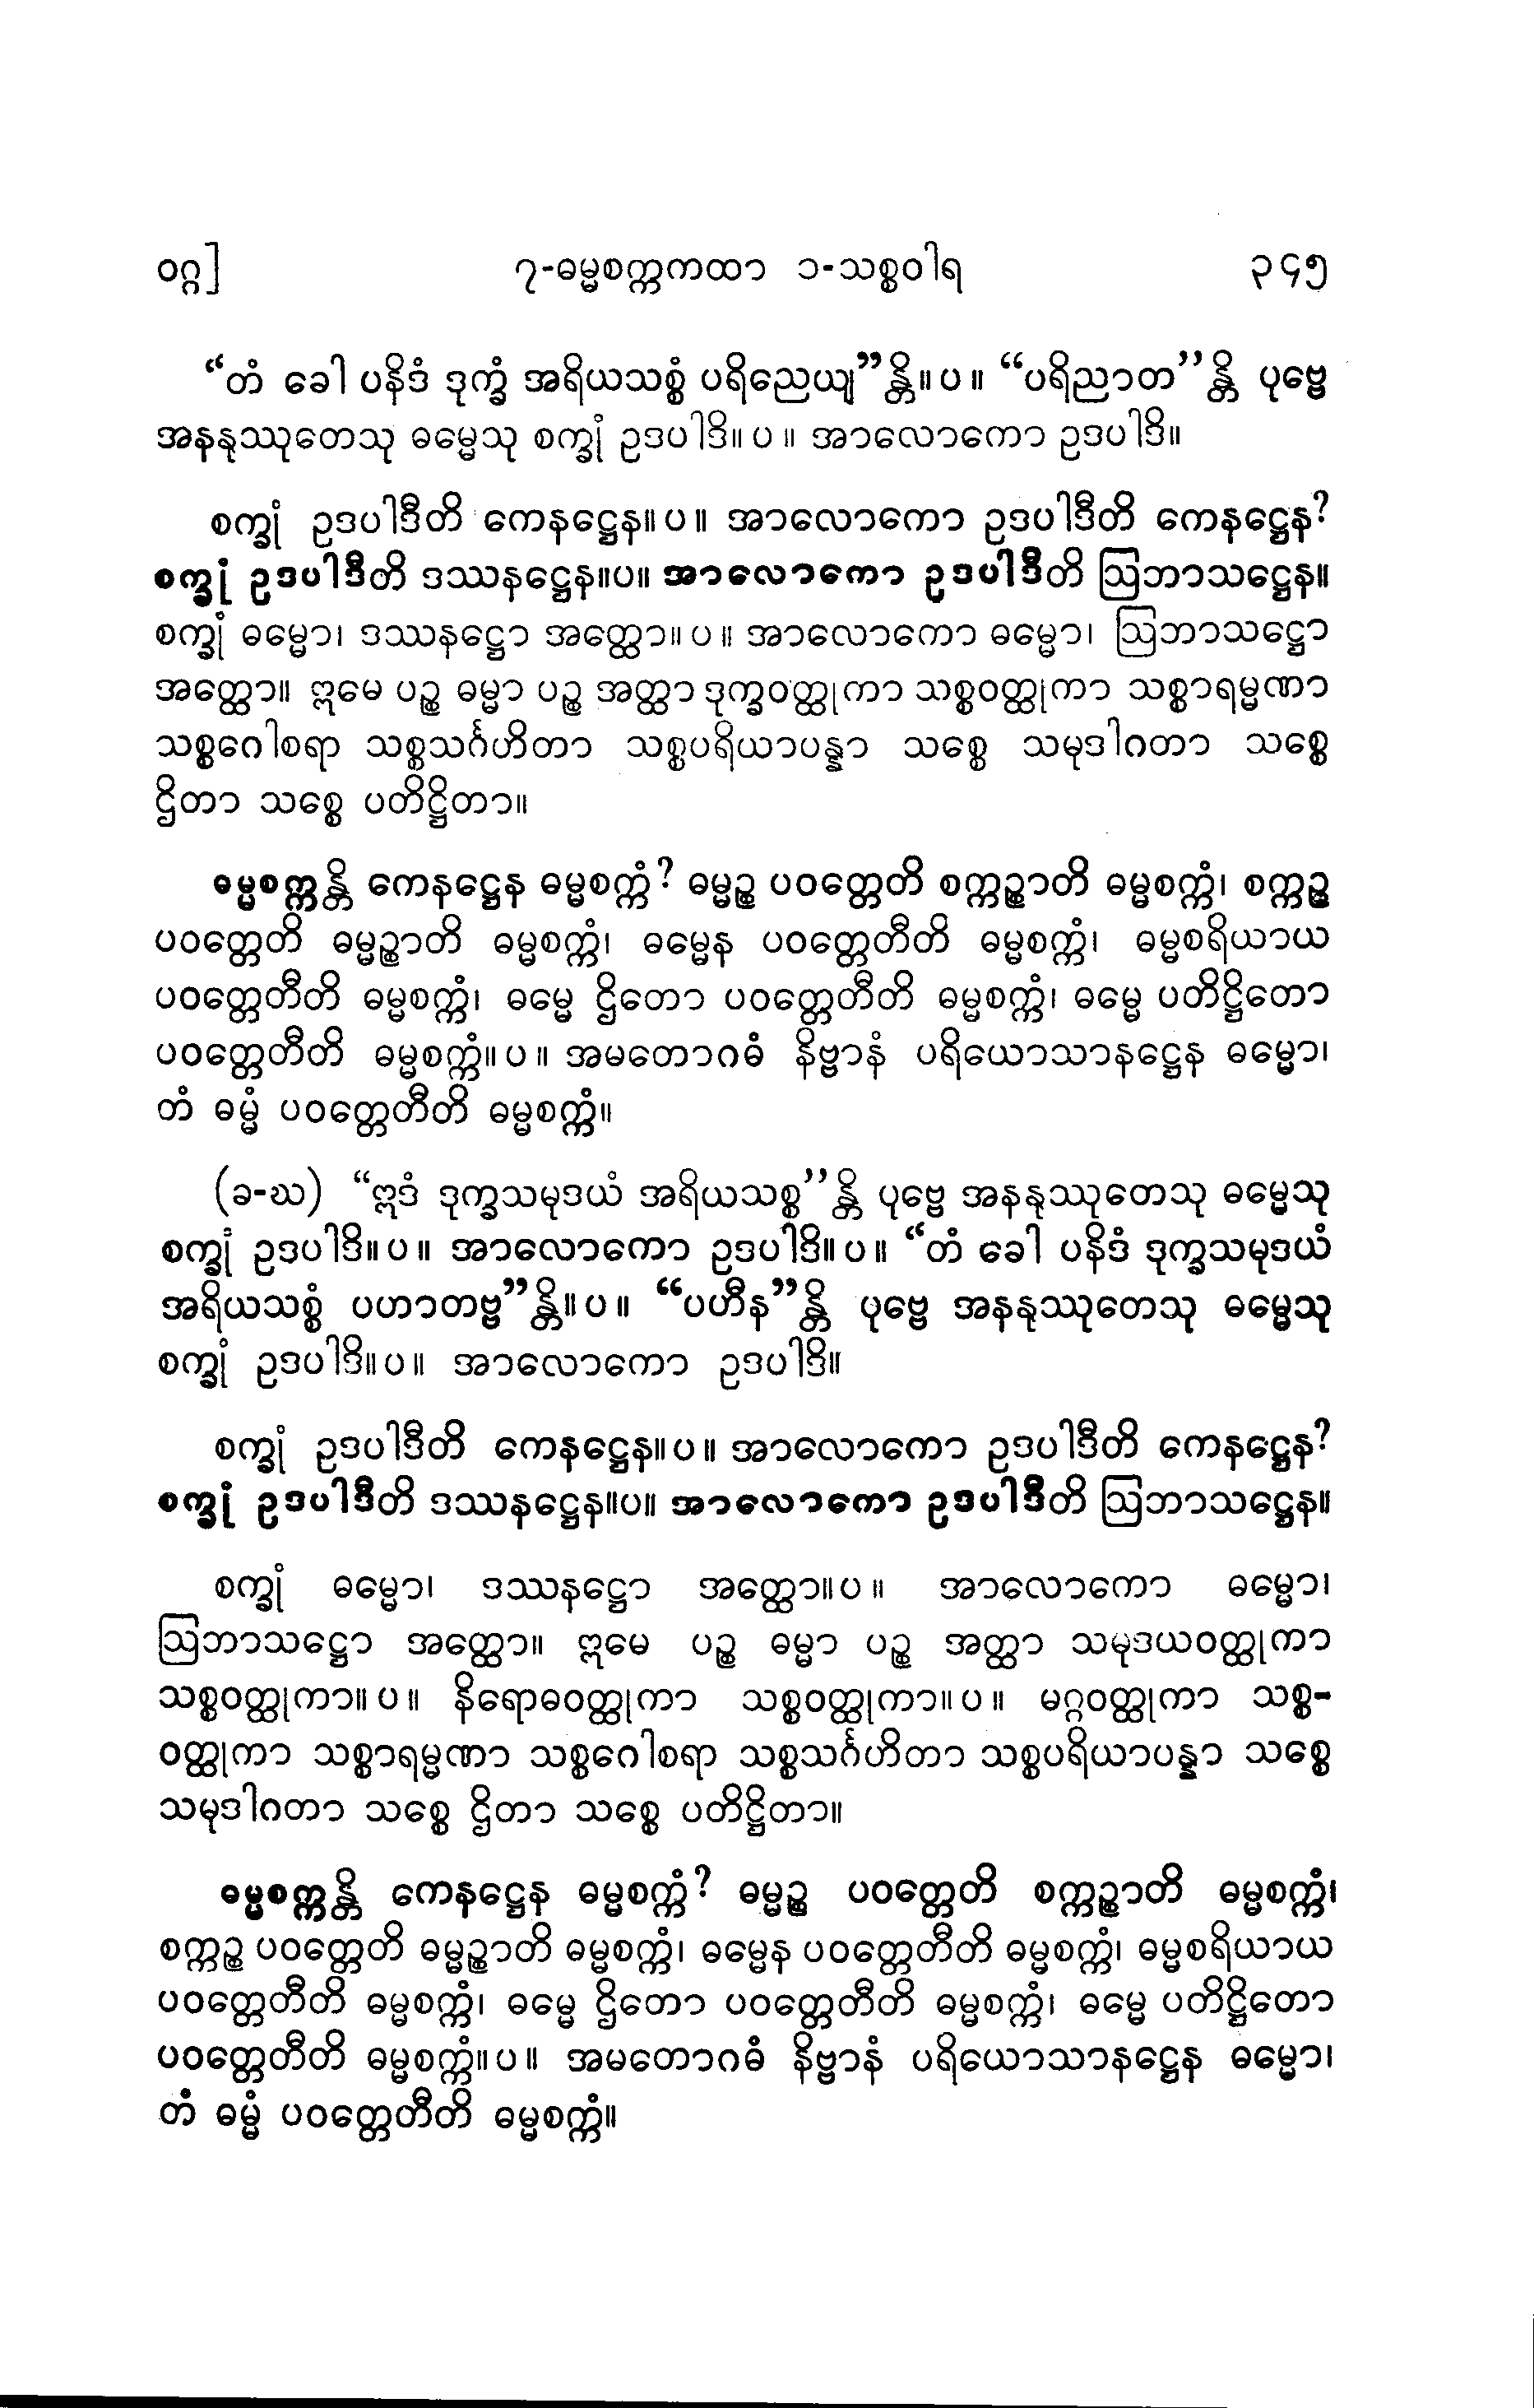 ဝဂ္ဂ] ၇-ဓမ္မစက္ကကထာ ၁-သစ္စဝါရ ၃၄၅
“တံ ခေါ ပနိဒံ ဒုက္ခံ အရိယသစ္စံ ပရိညေယျ”န္တိ။ ပ။ “ပရိညာတ”န္တိ ပုဗ္ဗေ
အနနုဿုတေသု ဓမ္မေသု စက္ခုံ ဥဒပါဒိ။ ပ။ အာလောကော ဥဒပါဒိ။
စက္ခုံ ဥဒပါဒီတိ ကေနဋ္ဌေန။ ပ။ အာလောကော ဥဒပါဒီတိ ကေနဋ္ဌေန?
စက္ခုံ ဥဒပါဒီတိ ဒဿနဋ္ဌေန။ပ။ အာလောကော ဥဒပါဒီတိ ဩဘာသဋ္ဌေန။
စက္ခုံ ဓမ္မော၊ ဒဿနဋ္ဌော အတ္ထော။ ပ။ အာလောကော ဓမ္မော၊ ဩဘာသဋ္ဌော
အတ္ထော။ ဣမေ ပဉ္စ ဓမ္မာ ပဉ္စ အတ္ထာ ဒုက္ခဝတ္ထုကာ သစ္စဝတ္ထုကာ သစ္စာရမ္မဏာ
သစ္စဂေါစရာ သစ္စသင်္ဂဟိတာ သစ္စပရိယာပန္နာ သစ္စေ သမုဒါဂတာ သစ္စေ
ဌိတာ သစ္စေ ပတိဋ္ဌိတာ။
ဓမ္မစက္ကန္တိ ကေနဋ္ဌေန ဓမ္မစက္ကံ? ဓမ္မဉ္စ ပဝတ္တေတိ စက္ကဉ္စာတိ ဓမ္မစက္ကံ၊ စက္ကဉ္စ
ပဝတ္တေတိ ဓမ္မဉ္စာတိ ဓမ္မစက္ကံ၊ ဓမ္မေန ပဝတ္တေတီတိ ဓမ္မစက္ကံ၊ ဓမ္မစရိယာယ
ပဝတ္တေတီတိ ဓမ္မစက္ကံ၊ ဓမ္မေ ဌိတော ပဝတ္တေတီတိ ဓမ္မစက္ကံ၊ ဓမ္မေ ပတိဋ္ဌိတော
ပဝတ္တေတီတိ ဓမ္မစက္ကံ။ ပ။ အမတောဂဓံ နိဗ္ဗာနံ ပရိယောသာနဋ္ဌေန ဓမ္မော၊
တံ ဓမ္မံ ပဝတ္တေတီတိ ဓမ္မစက္ကံ။
(ခ-ဃ) “ဣဒံ ဒုက္ခသမုဒယံ အရိယသစ္စ”န္တိ ပုဗ္ဗေ အနနုဿုတေသု ဓမ္မေသု
စက္ခုံ ဥဒပါဒိ။ ပ။ အာလောကော ဥဒပါဒိ။ ပ။ “တံ ခေါ ပနိဒံ ဒုက္ခသမုဒယံ
အရိယသစ္စံ ပဟာတဗ္ဗ”န္တိ။ ပ။ “ပဟီန”န္တိ ပုဗ္ဗေ အနနုဿုတေသု ဓမ္မေသု
စက္ခုံ ဥဒပါဒိ။ ပ။ အာလောကော ဥဒပါဒိ။
စက္ခုံ ဥဒပါဒီတိ ကေနဋ္ဌေန။ ပ။ အာလောကော ဥဒပါဒီတိ ကေနဋ္ဌေန?
စက္ခုံ ဥဒပါဒီတိ ဒဿနဋ္ဌေန။ပ။ အာလောကော ဥဒပါဒီတိ ဩဘာသဋ္ဌေန။
စက္ခုံ ဓမ္မော၊ ဒဿနဋ္ဌော အတ္ထော။ ပ။ အာလောကော ဓမ္မော၊
ဩဘာသဋ္ဌော အတ္ထော။ ဣမေ ပဉ္စ ဓမ္မာ ပဉ္စ အတ္ထာ သမုဒယဝတ္ထုကာ
သစ္စဝတ္ထုကာ။ ပ။ နိရောဓဝတ္ထုကာ သစ္စဝတ္ထုကာ။ ပ။ မဂ္ဂဝတ္ထုကာ သစ္စ-
ဝတ္ထုကာ သစ္စာရမ္မဏာ သစ္စဂေါစရာ သစ္စသင်္ဂဟိတာ သစ္စပရိယာပန္နာ သစ္စေ
သမုဒါဂတာ သစ္စေ ဌိတာ သစ္စေ ပတိဋ္ဌိတာ။
ဓမ္မစက္ကန္တိ ကေနဋ္ဌေန ဓမ္မစက္ကံ? ဓမ္မဉ္စ ပဝတ္တေတိ စက္ကဉ္စာတိ ဓမ္မစက္ကံ၊
စက္ကဉ္စ ပဝတ္တေတိ ဓမ္မဉ္စာတိ ဓမ္မစက္ကံ၊ ဓမ္မေန ပဝတ္တေတီတိ ဓမ္မစက္ကံ၊ ဓမ္မစရိယာယ
ပဝတ္တေတီတိ ဓမ္မစက္ကံ၊ ဓမ္မေ ဌိတော ပဝတ္တေတီတိ ဓမ္မစက္ကံ၊ ဓမ္မေ ပတိဋ္ဌိတော
ပဝတ္တေတီတိ ဓမ္မစက္ကံ။ ပ။ အမတောဂဓံ နိဗ္ဗာနံ ပရိယောသာနဋ္ဌေန ဓမ္မော၊
တံ ဓမ္မံ ပဝတ္တေတီတိ ဓမ္မစက္ကံ။